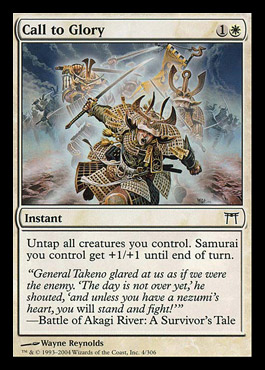 Call to Glory 1
Instant
Untap all creatures you control. Samurai
you control get +1/+1 until end of turn.
"General Takeno glared at us as if we were
the enemy. 'The day is not over yet,' he
shouted, 'and unless you have a nezumi's
heart, you will stand and fight!'"
—Battle of Akagi River: A Survivor's Tale
Wayne Reynolds
™ & © 1993–2004 Wizards of the Coast, Inc. 4/306